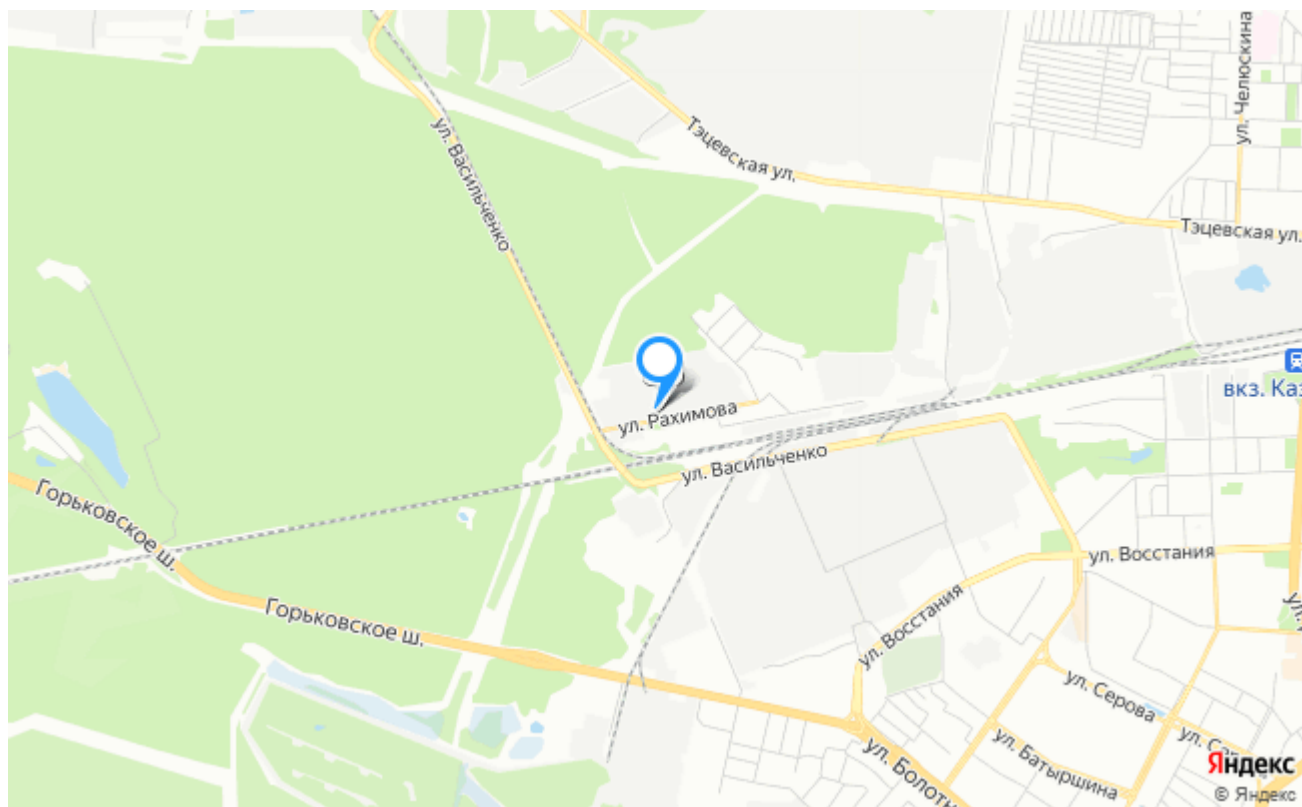 ул. Челюскина
ул. Васильченко
Тэцевская ул.
Тэцевская ул.
ул. Рахимова
вкз. Каз
ул. Васильченко
Горьковское ш.
ул. Восстания
Горьковское ш.
ул. Восстания
ул. Серова
ул. Батыршина
ул. Болотн
Яндекс
© Яндекс